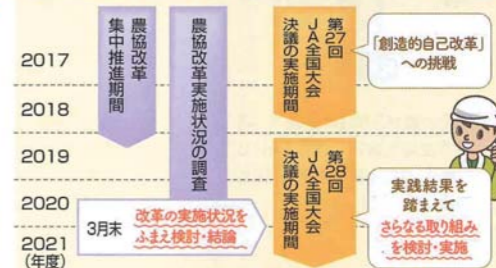 2017
2018
2019
2020
2021
(年度)
農協改革
集中推進期間
農協改革実施状況の調査
第27回
JA全国大会
決議の実施期間
「創造的自己改革」
への挑戦
第28回
JA全国大会
決議の実施期間
実践結果を
踏まえて
さらなる取り組み
を検討・実施
3月末
改革の実施状況を
ふまえ検討・結論